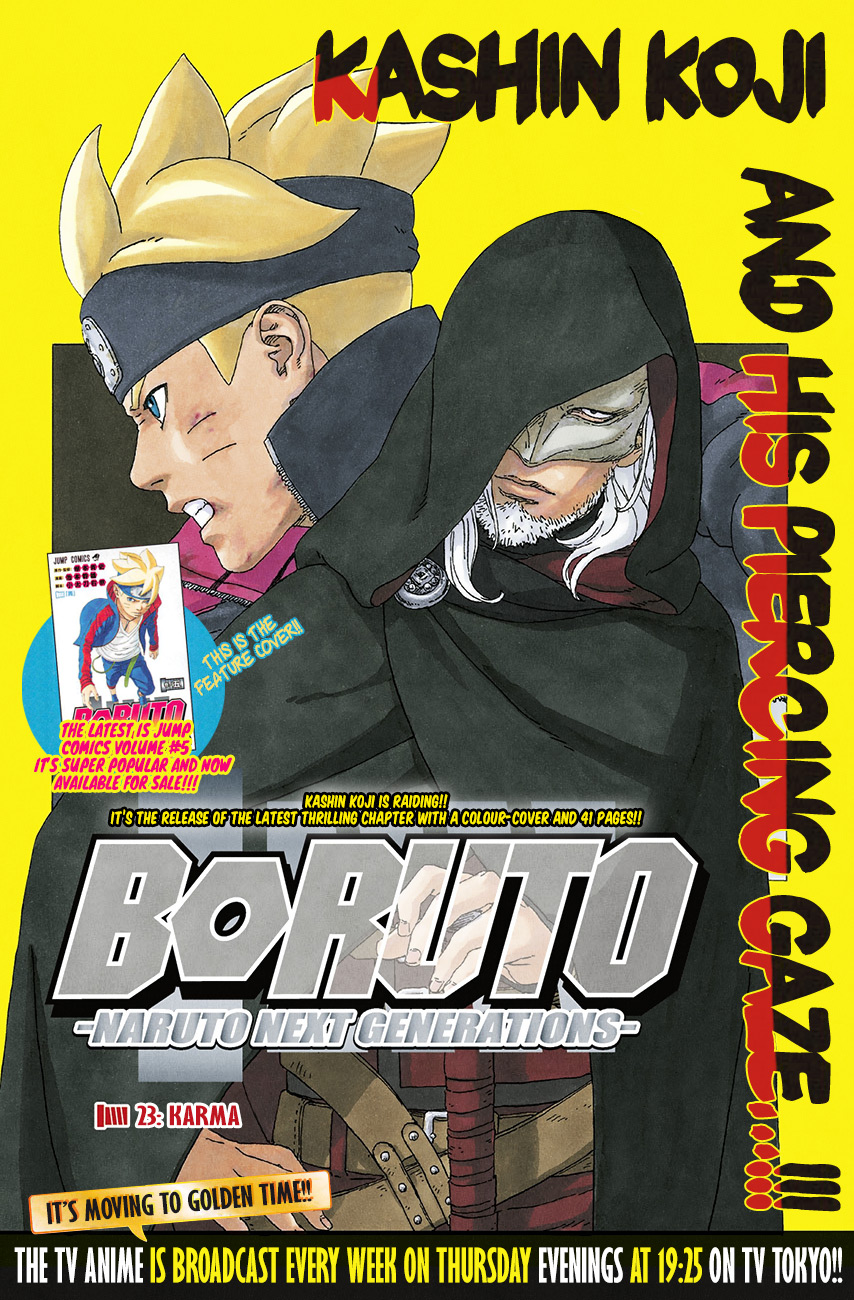 KASHIN KOJI
AND HIS PIERCING GAZE......!!!
JUMP COMICS
BORUTO
THIS IS THE
FEATURE COVER!!
THE LATEST IS JUMP
COMICS VOLUME #5
IT'S SUPER POPULAR AND NOW
AVAILABLE FOR SALE!!!
KASHIN KOJI IS RAIDING!!
IT'S THE RELEASE OF THE LATEST THRILLING CHAPTER WITH A COLOUR-COVER AND 41 PAGES!!
BORUTO
-NARUTO NEXT GENERATIONS-
23: KARMA
IT'S MOVING TO GOLDEN TIME!!
THE TV ANIME IS BROADCAST EVERY WEEK ON THURSDAY EVENINGS AT 19:25 ON TV TOKYO!!